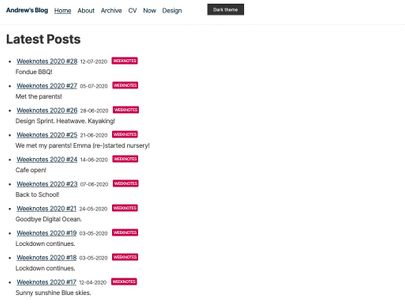 Andrew's Blog Home About Archive CV Now Design Dark theme
Latest Posts
Weeknotes 2020 #28 12-07-2020 WEEKNOTES
Fondue BBQ!
Weeknotes 2020 #27 05-07-2020 WEEKNOTES
Met the parents!
Weeknotes 2020 #26 28-06-2020 WEEKNOTES
Design Sprint. Heatwave. Kayaking!
Weeknotes 2020 #25 21-06-2020 WEEKNOTES
We met my parents! Emma (re-)started nursery!
Weeknotes 2020 #24 14-06-2020 WEEKNOTES
Cafe open!
Weeknotes 2020 #23 07-06-2020 WEEKNOTES
Back to School!
Weeknotes 2020 #21 24-05-2020 WEEKNOTES
Goodbye Digital Ocean.
Weeknotes 2020 #19 03-05-2020 WEEKNOTES
Lockdown continues.
Weeknotes 2020 #18 03-05-2020 WEEKNOTES
Lockdown continues.
Weeknotes 2020 #17 12-04-2020 WEEKNOTES
Sunny sunshine Blue skies.